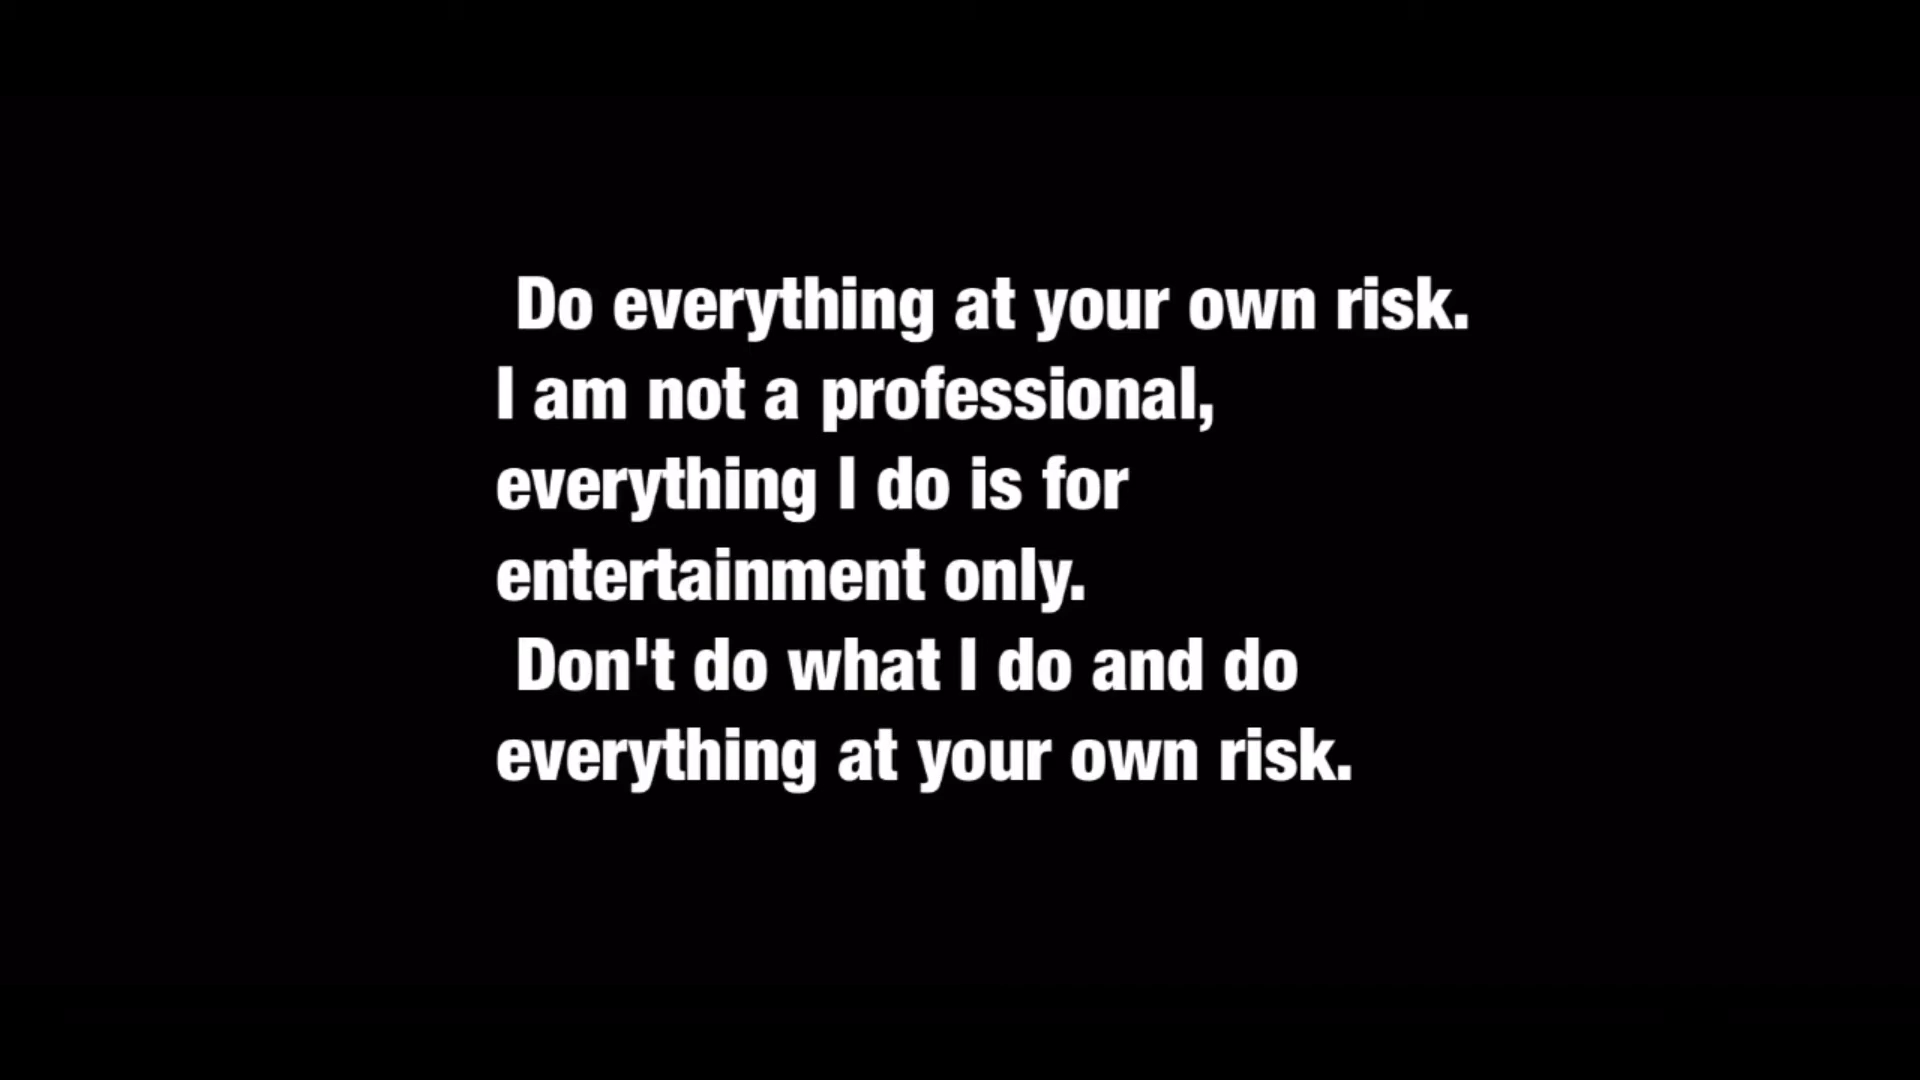 Do everything at your own risk.
I am not a professional,
everything I do is for
entertainment only.
Don't do what I do and do
everything at your own risk.